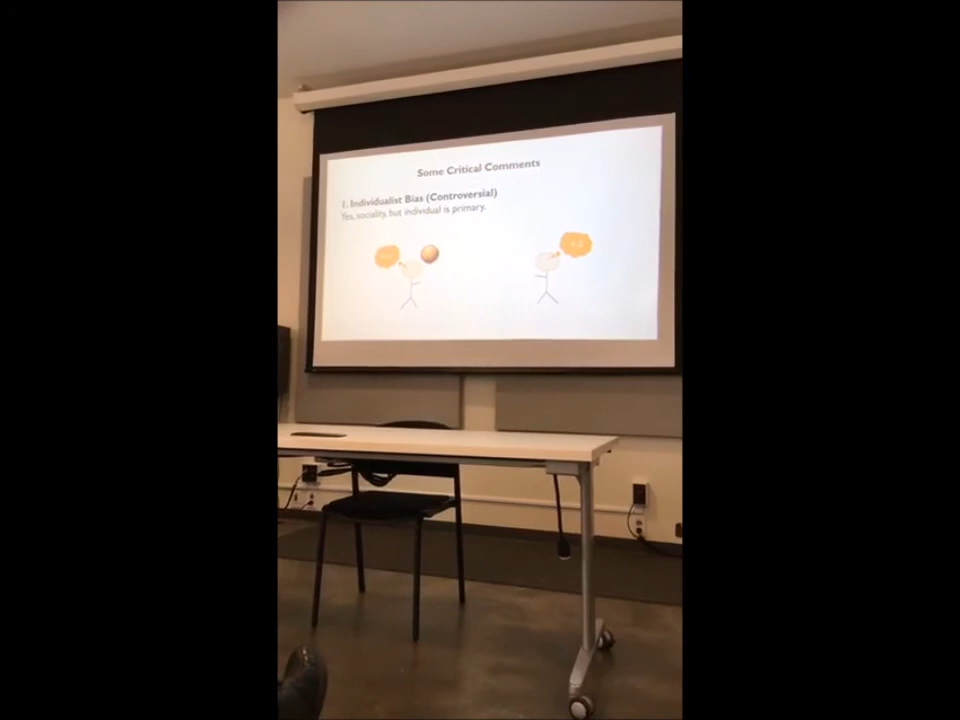 Some Critical Comments
1. Individualist Bias (Controversial)
Yes, sociality, but individual is primary.